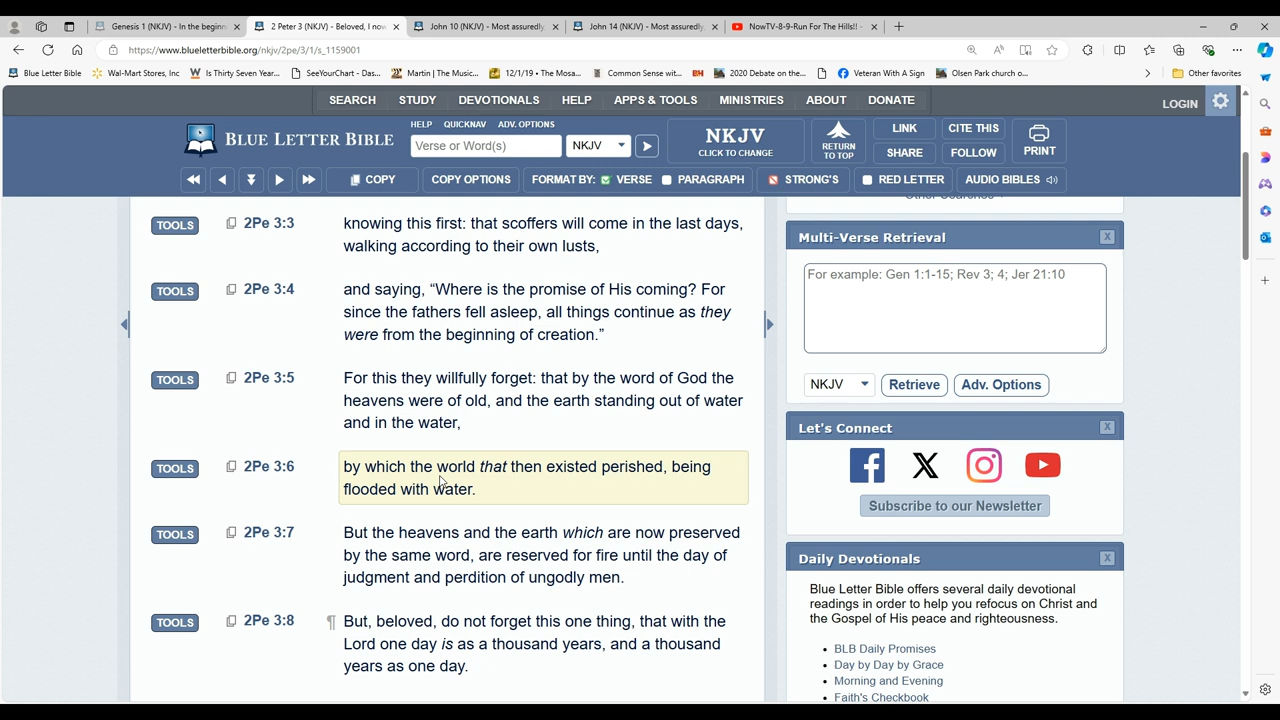 Genesis 1 (NKJV) - In the beginn
2 Peter 3 (NKJV) - Beloved, I now
John 10 (NKJV) - Most assuredly,
John 14 (NKJV) - Most assuredly
NowTV-8-9-Run For The Hills!! -
https://www.blueletterbible.org/nkjv/2pe/3/1/s_1159001
Blue Letter Bible
Wal-Mart Stores, Inc
Is Thirty Seven Year...
SeeYourChart - Das...
Martin | The Music...
12/1/19 • The Mosa...
Common Sense wit...
2020 Debate on the...
Veteran With A Sign
Olsen Park church o...
Other favorites
SEARCH STUDY DEVOTIONALS HELP APPS & TOOLS MINISTRIES ABOUT DONATE
LOGIN
BLUE LETTER BIBLE
HELP QUICKNAV ADV. OPTIONS
Verse or Word(s)
NKJV
NKJV
CLICK TO CHANGE
RETURN
TO TOP
LINK
CITE THIS
SHARE
FOLLOW
PRINT
COPY
COPY OPTIONS
FORMAT BY: VERSE PARAGRAPH
STRONG'S
RED LETTER
AUDIO BIBLES
TOOLS
2Pe 3:3
knowing this first: that scoffers will come in the last days,
walking according to their own lusts,
TOOLS
2Pe 3:4
and saying, “Where is the promise of His coming? For
since the fathers fell asleep, all things continue as they
were from the beginning of creation.”
TOOLS
2Pe 3:5
For this they willfully forget: that by the word of God the
heavens were of old, and the earth standing out of water
and in the water,
TOOLS
2Pe 3:6
by which the world that then existed perished, being
flooded with water.
TOOLS
2Pe 3:7
But the heavens and the earth which are now preserved
by the same word, are reserved for fire until the day of
judgment and perdition of ungodly men.
TOOLS
2Pe 3:8
¶ But, beloved, do not forget this one thing, that with the
Lord one day is as a thousand years, and a thousand
years as one day.
Multi-Verse Retrieval
X
For example: Gen 1:1-15; Rev 3; 4; Jer 21:10
NKJV
Retrieve
Adv. Options
Let's Connect
X
Subscribe to our Newsletter
Daily Devotionals
X
Blue Letter Bible offers several daily devotional
readings in order to help you refocus on Christ and
the Gospel of His peace and righteousness.
• BLB Daily Promises
• Day by Day by Grace
• Morning and Evening
• Faith's Checkbook